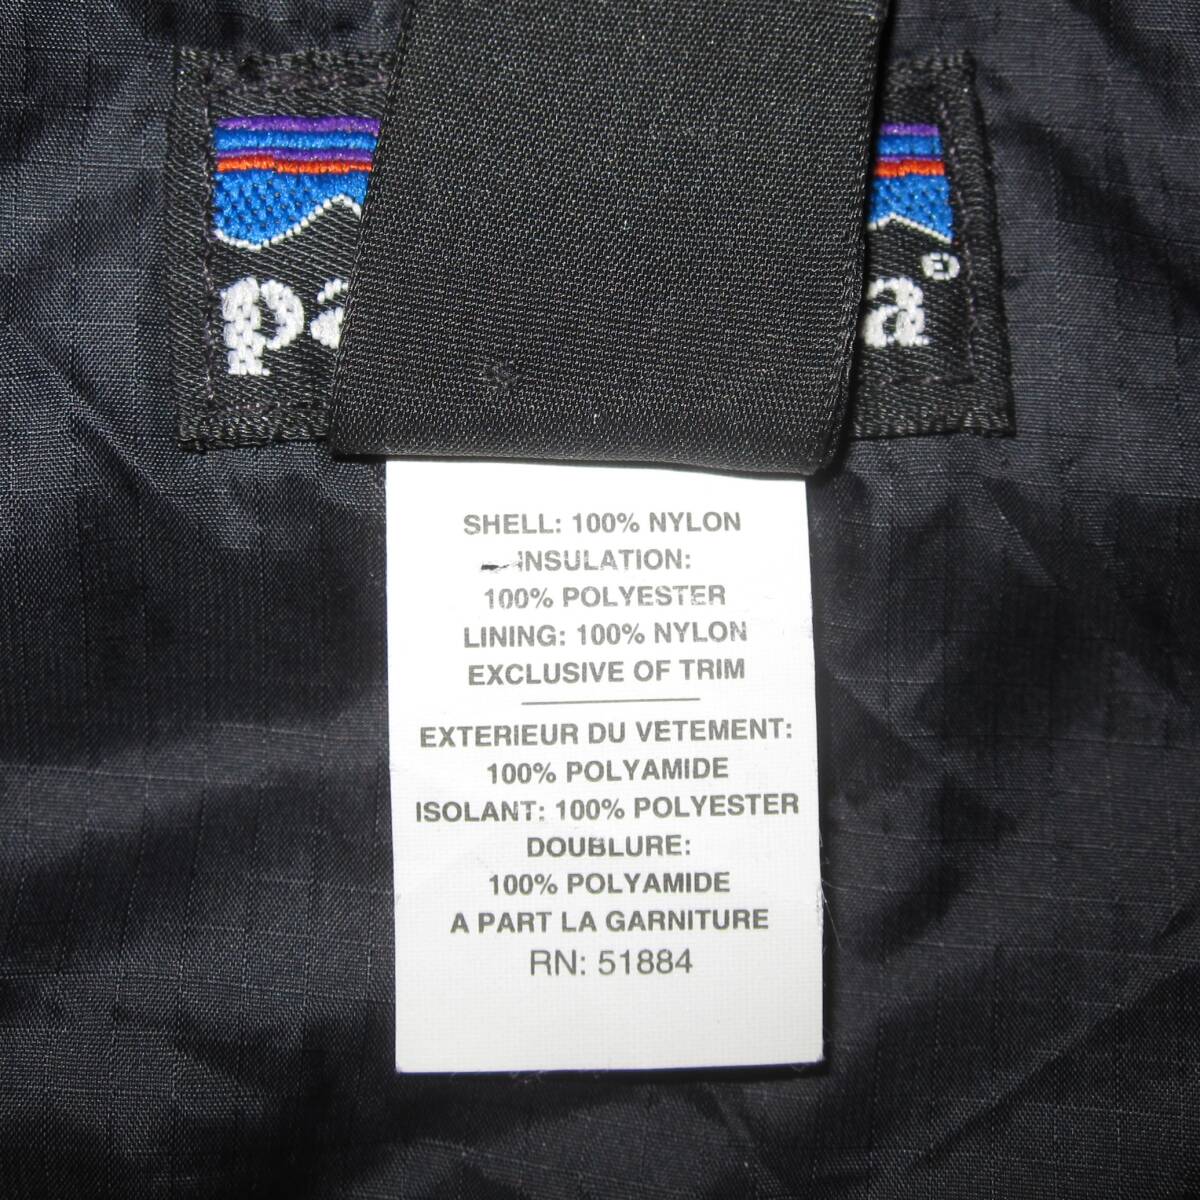 SHELL: 100% NYLON
INSULATION:
100% POLYESTER
LINING: 100% NYLON
EXCLUSIVE OF TRIM
EXTERIEUR DU VETEMENT:
100% POLYAMIDE
ISOLANT: 100% POLYESTER
DOUBLURE:
100% POLYAMIDE
A PART LA GARNITURE
RN: 51884